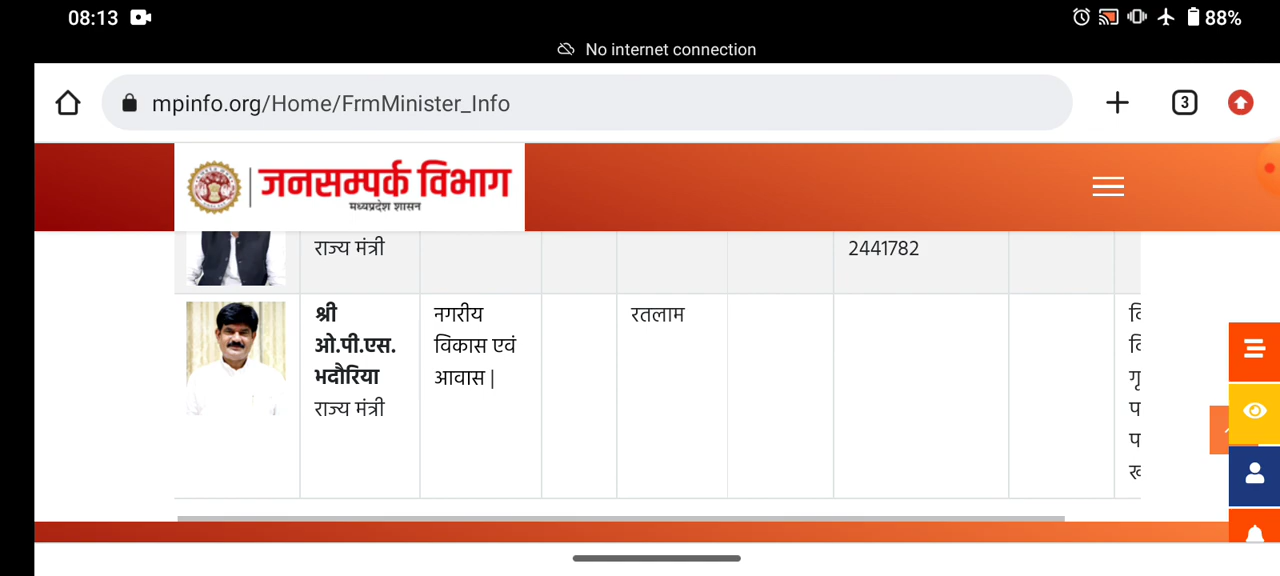 08:13
88%
No internet connection
mpinfo.org/Home/FrmMinister_Info
3
जनसम्पर्क विभाग
मध्यप्रदेश शासन
राज्य मंत्री
2441782
श्री
ओ.पी.एस.
भदौरिया
राज्य मंत्री
नगरीय
विकास एवं
आवास |
रतलाम